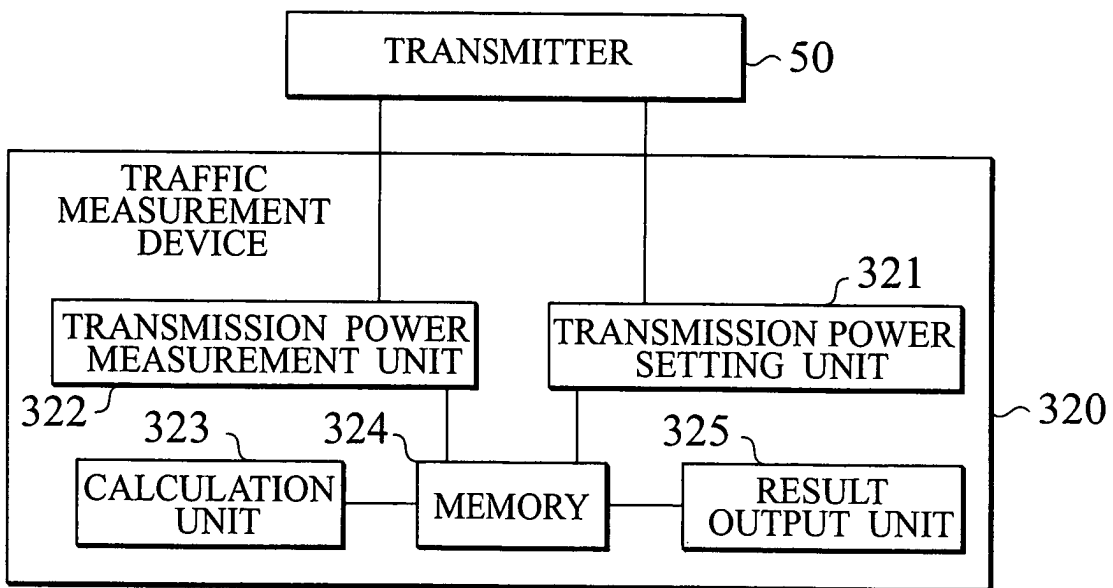 TRANSMITTER
50
TRAFFIC
MEASUREMENT
DEVICE
321
TRANSMISSION POWER
MEASUREMENT UNIT
TRANSMISSION POWER
SETTING UNIT
322
320
323
324
325
CALCULATION
UNIT
MEMORY
RESULT
OUTPUT UNIT